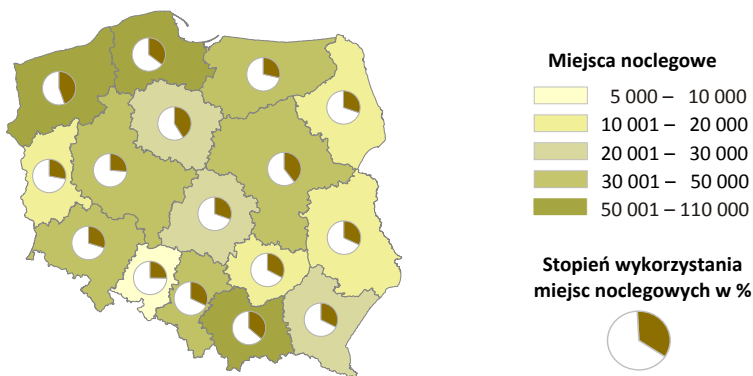 Miejsca noclegowe
5 000 – 10 000
10 001 – 20 000
20 001 – 30 000
30 001 – 50 000
50 001 – 110 000
Stopień wykorzystania
miejsc noclegowych w %